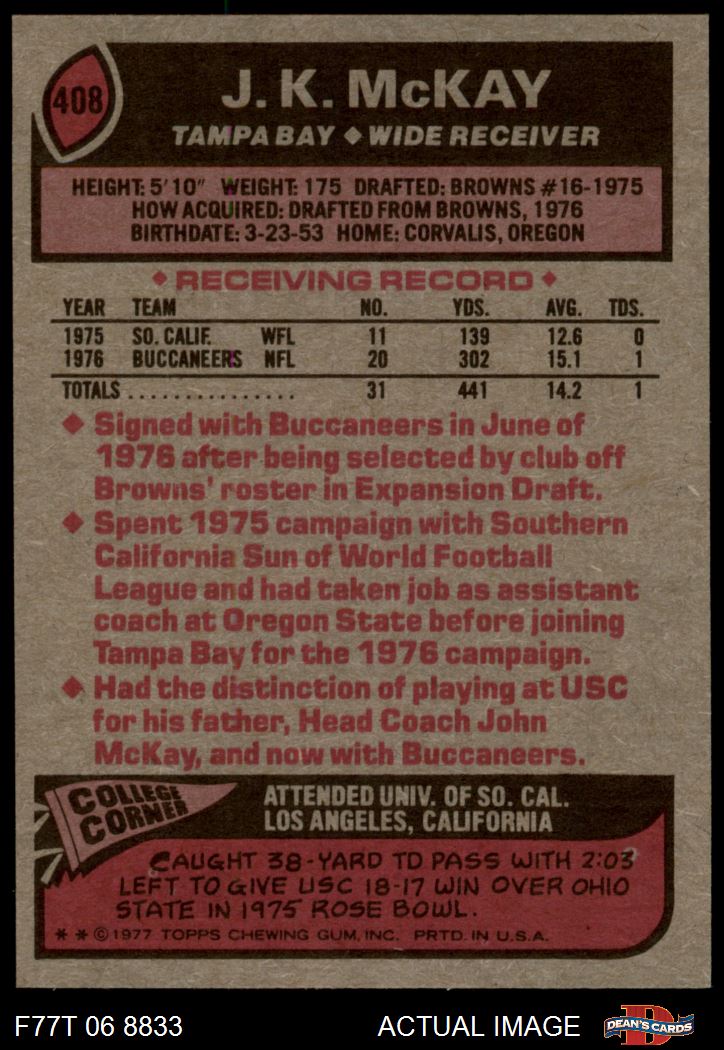 408
J. K. McKAY
TAMPA BAY ◆ WIDE RECEIVER
HEIGHT: 5'10" WEIGHT: 175 DRAFTED: BROWNS #16-1975
HOW ACQUIRED: DRAFTED FROM BROWNS, 1976
BIRTHDATE: 3-23-53 HOME: CORVALIS, OREGON
◆ RECEIVING RECORD ◆
YEAR TEAM NO. YDS. AVG. TDS.
1975 SO. CALIF. WFL 11 139 12.6 0
1976 BUCCANEERS NFL 20 302 15.1 1
TOTALS ................ 31 441 14.2 1
◆ Signed with Buccaneers in June of
1976 after being selected by club off
Browns' roster in Expansion Draft.
◆ Spent 1975 campaign with Southern
California Sun of World Football
League and had taken job as assistant
coach at Oregon State before joining
Tampa Bay for the 1976 campaign.
◆ Had the distinction of playing at USC
for his father, Head Coach John
McKay, and now with Buccaneers.
COLLEGE
CORNER
ATTENDED UNIV. OF SO. CAL.
LOS ANGELES, CALIFORNIA
CAUGHT 38-YARD TD PASS WITH 2:03
LEFT TO GIVE USC 18-17 WIN OVER OHIO
STATE IN 1975 ROSE BOWL.
* * © 1977 TOPPS CHEWING GUM, INC. PRTD. IN U.S.A.
F77T 06 8833 ACTUAL IMAGE
D
DEAN'S CARDS